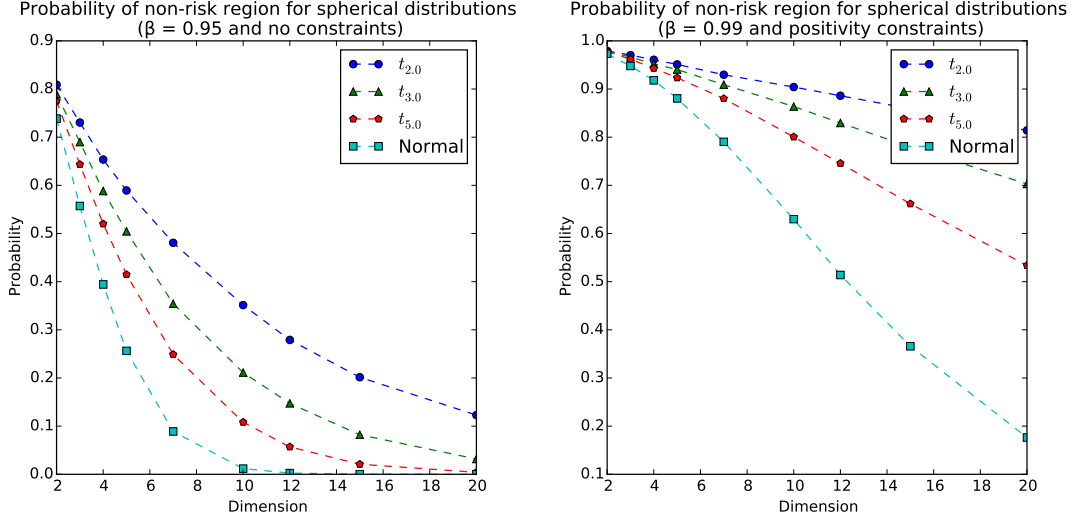 Probability of non-risk region for spherical distributions
(β = 0.95 and no constraints)
0.9
0.8
0.7
0.6
0.5
0.4
0.3
0.2
0.1
0.0
Probability
2 4 6 8 10 12 14 16 18 20
Dimension
t2.0
t3.0
t5.0
Normal
Probability of non-risk region for spherical distributions
(β = 0.99 and positivity constraints)
1.0
0.9
0.8
0.7
0.6
0.5
0.4
0.3
0.2
0.1
Probability
2 4 6 8 10 12 14 16 18 20
Dimension
t2.0
t3.0
t5.0
Normal